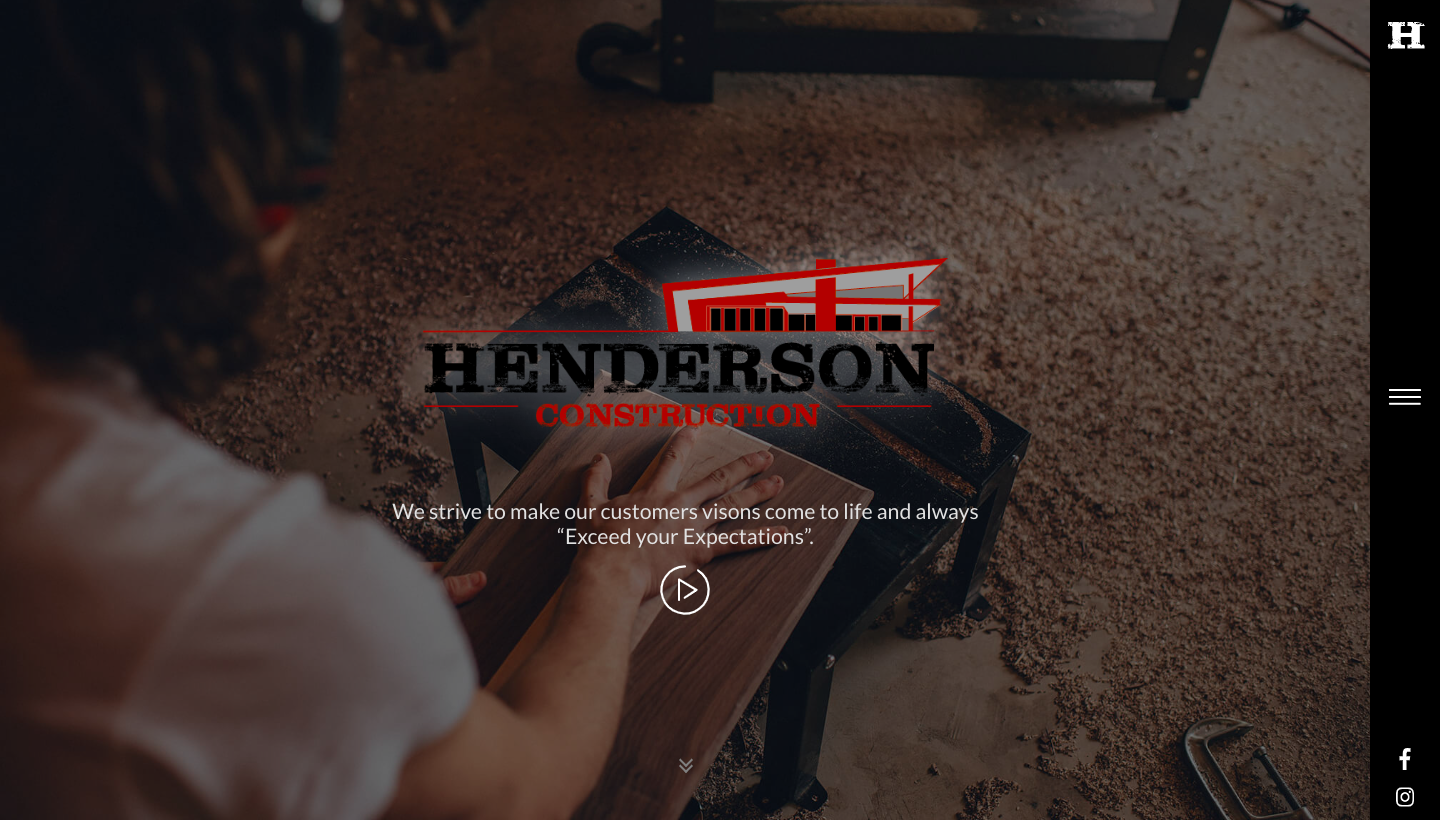 H
HENDERSON
CONSTRUCTION
We strive to make our customers visons come to life and always
“Exceed your Expectations”.